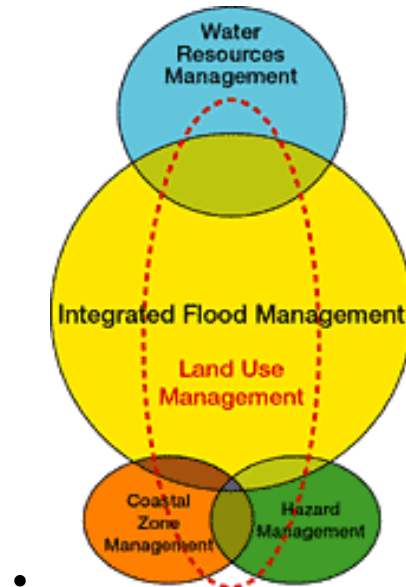 Water
Resources
Management
Integrated Flood Management
Land Use
Management
Coastal
Zone
Management
Hazard
Management